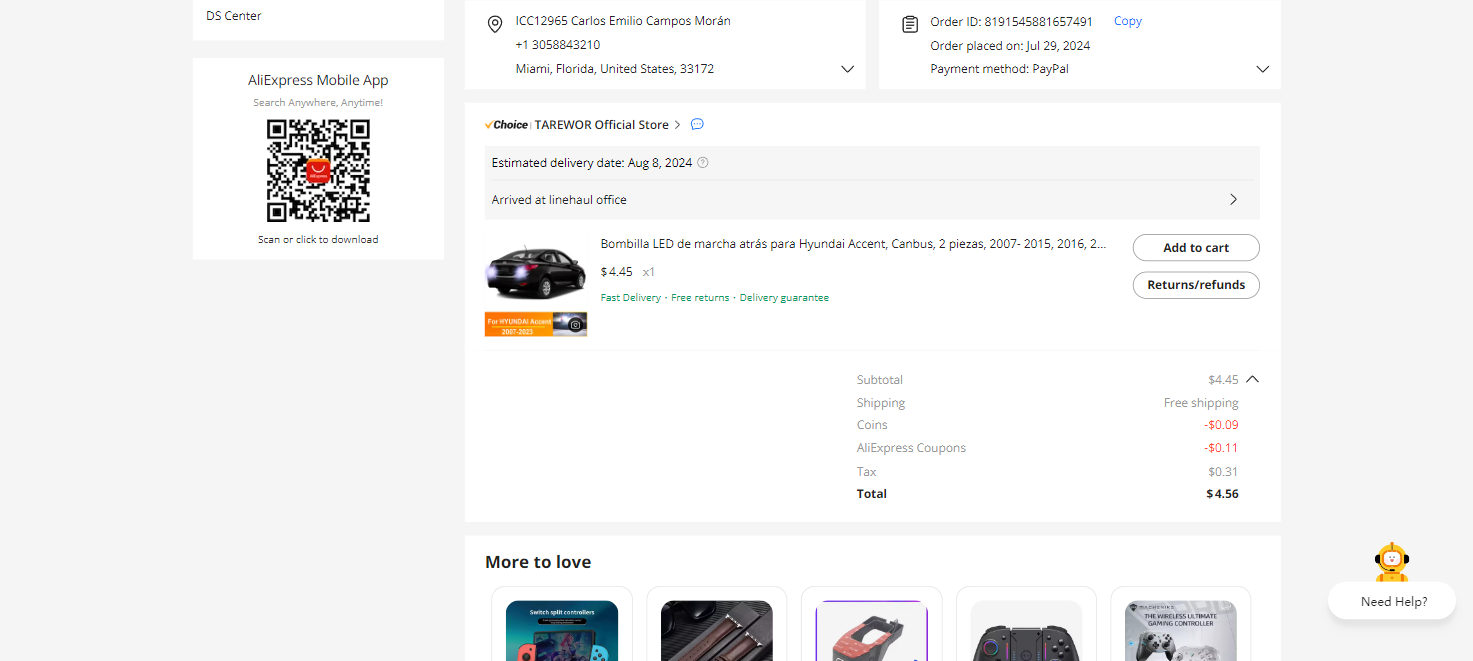 DS Center
AliExpress Mobile App
Search Anywhere, Anytime!
AliExpress
Scan or click to download
ICC12965 Carlos Emilio Campos Morán
+1 3058843210
Miami, Florida, United States, 33172
Order ID: 8191545881657491 Copy
Order placed on: Jul 29, 2024
Payment method: PayPal
Choice TAREWOR Official Store
Estimated delivery date: Aug 8, 2024
Arrived at linehaul office
Bombilla LED de marcha atrás para Hyundai Accent, Canbus, 2 piezas, 2007- 2015, 2016, 2...
$4.45 x1
Fast Delivery · Free returns · Delivery guarantee
For HYUNDAI Accent
2007-2023
Add to cart
Returns/refunds
Subtotal $4.45
Shipping Free shipping
Coins -$0.09
AliExpress Coupons -$0.11
Tax $0.31
Total $4.56
More to love
Switch split controllers
MACHENIKE
THE WIRELESS ULTIMATE
GAMING CONTROLLER
Need Help?